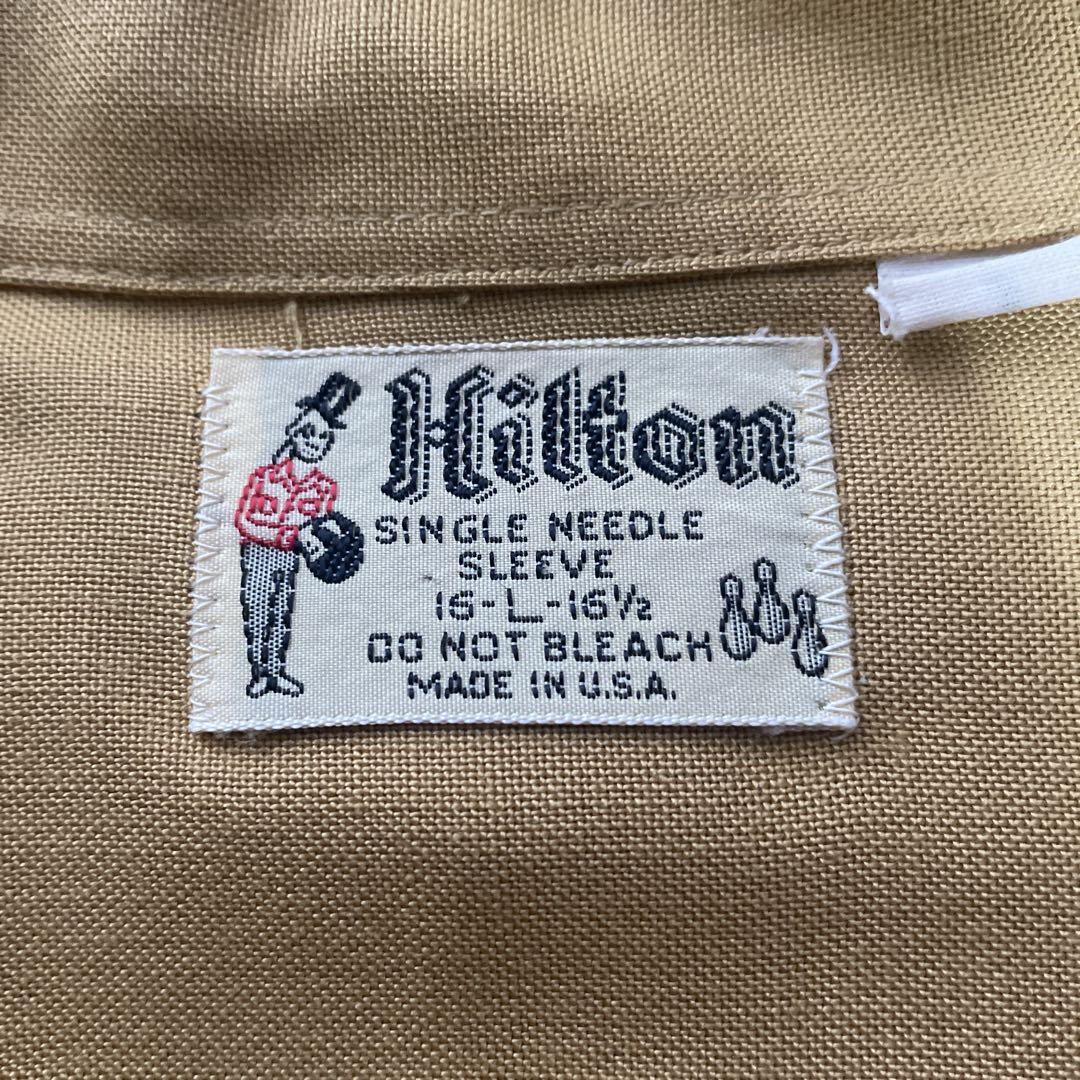 Hilton
SINGLE NEEDLE
SLEEVE
16-L-16½
DO NOT BLEACH
MADE IN U.S.A.